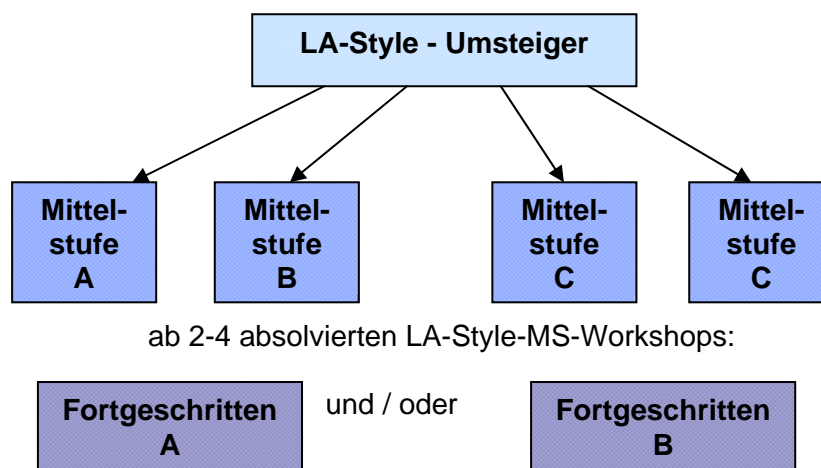 LA-Style - Umsteiger
Mittel-
stufe
A
Mittel-
stufe
B
Mittel-
stufe
C
Mittel-
stufe
C
ab 2-4 absolvierten LA-Style-MS-Workshops:
Fortgeschritten
A
und / oder
Fortgeschritten
B